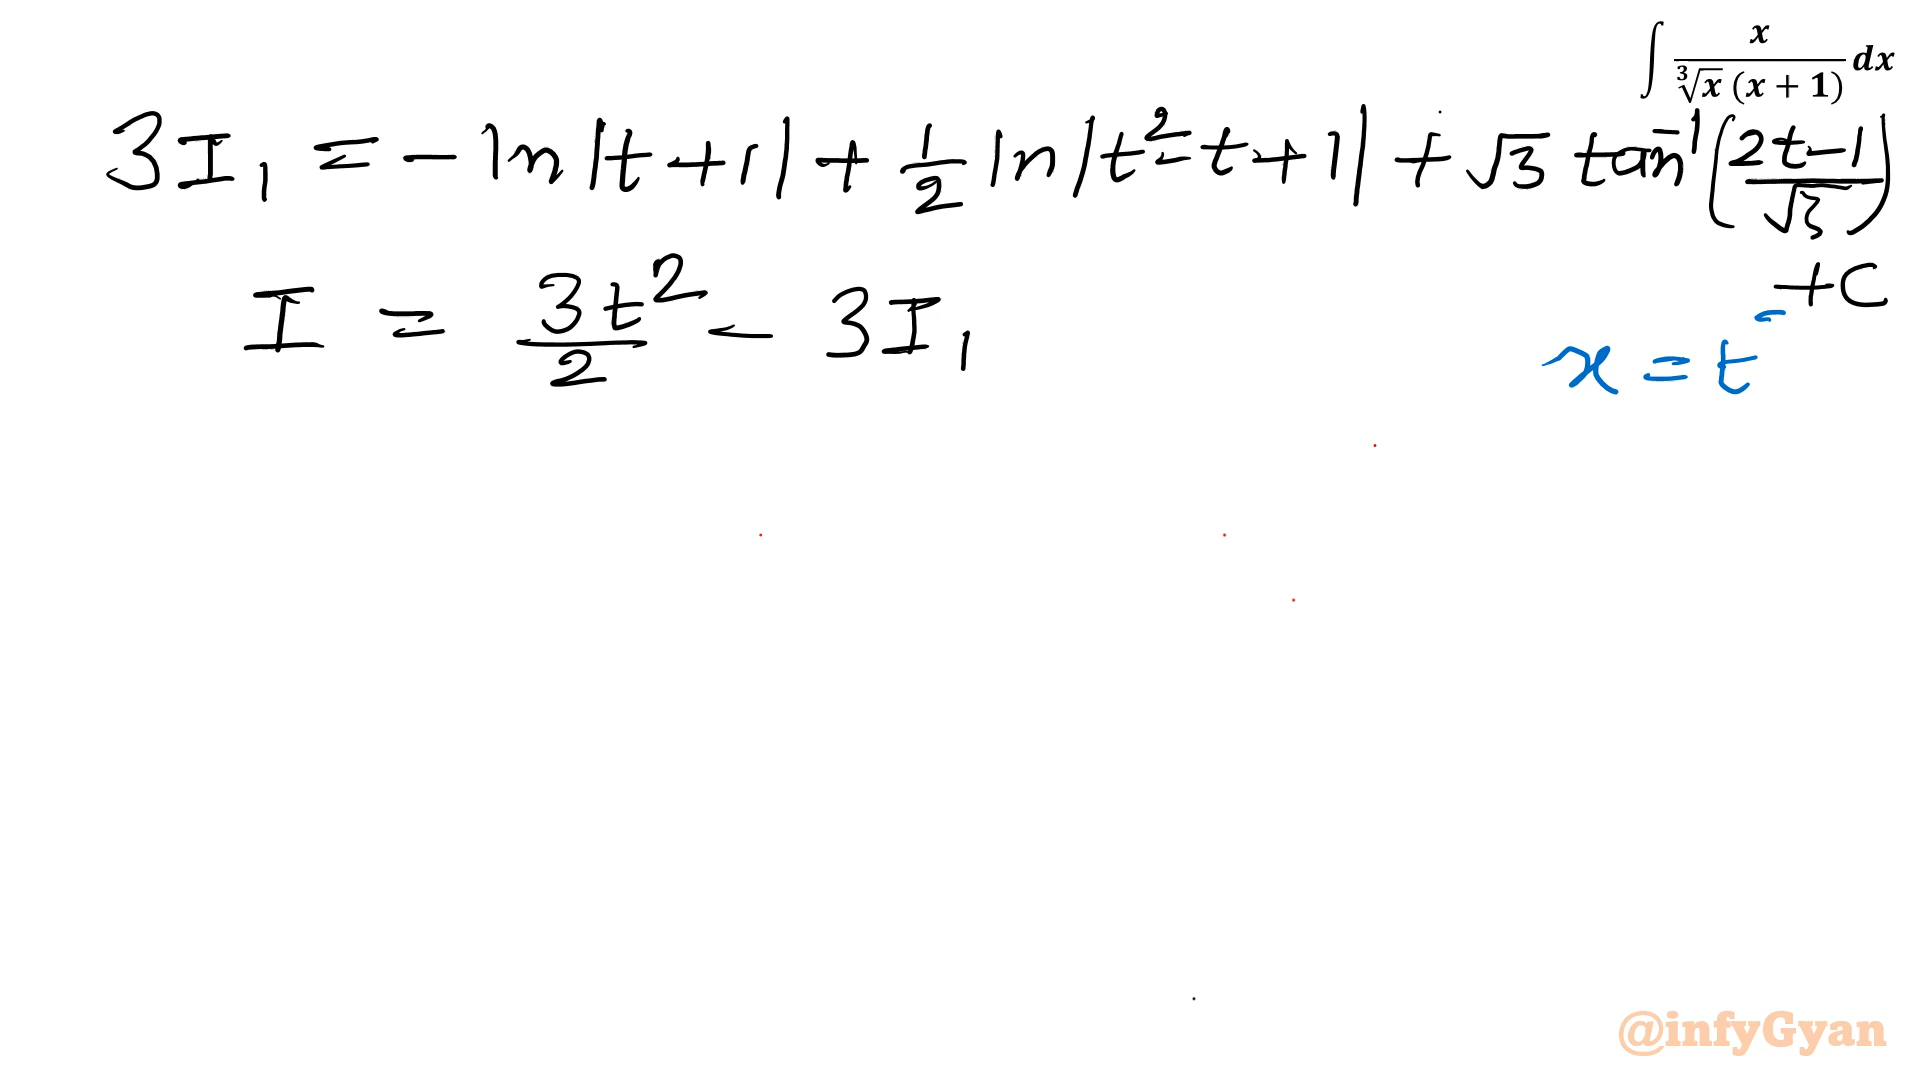 ∫ x / (∛x (x + 1)) dx
3I₁ = − ln|t+1| + 1/2 ln|t²−t+1| + √3 tan⁻¹((2t−1)/√3)
+C
I = 3t²/2 − 3I₁
x = t
@infyGyan